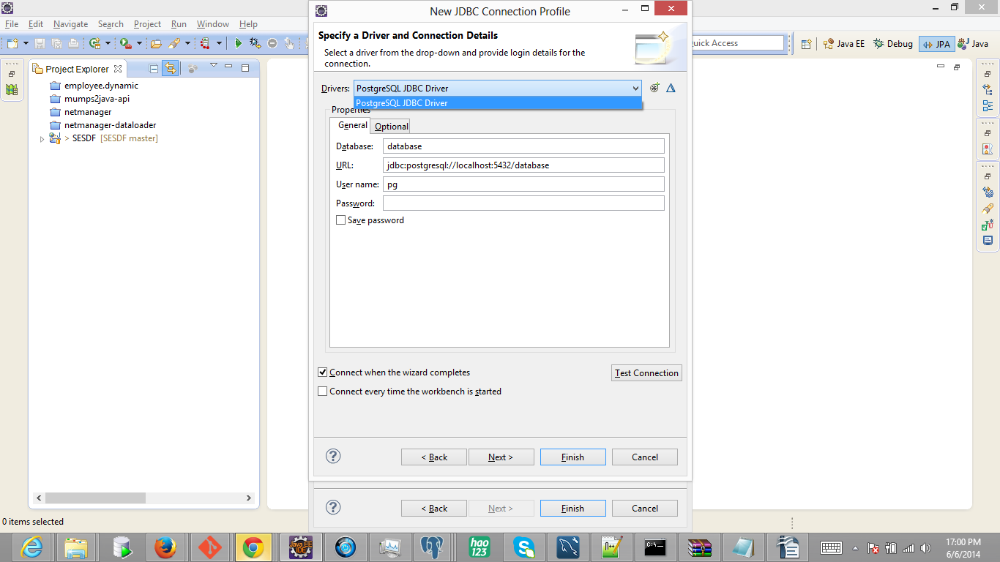 New JDBC Connection Profile
File Edit Navigate Search Project Run Window Help
Specify a Driver and Connection Details
Select a driver from the drop-down and provide login details for the
connection.
uick Access
Java EE Debug JPA Java
Project Explorer
employee.dynamic
mumps2java-api
netmanager
netmanager-dataloader
> SESDF [SESDF master]
Drivers: PostgreSQL JDBC Driver
PostgreSQL JDBC Driver
Properties
General Optional
Database: database
URL: jdbc:postgresql://localhost:5432/database
User name: pg
Password:
Save password
Connect when the wizard completes
Test Connection
Connect every time the workbench is started
? < Back Next > Finish Cancel
? < Back Next > Finish Cancel
0 items selected
Java EE
IDE
hao
123
C:\_
17:00 PM
6/6/2014